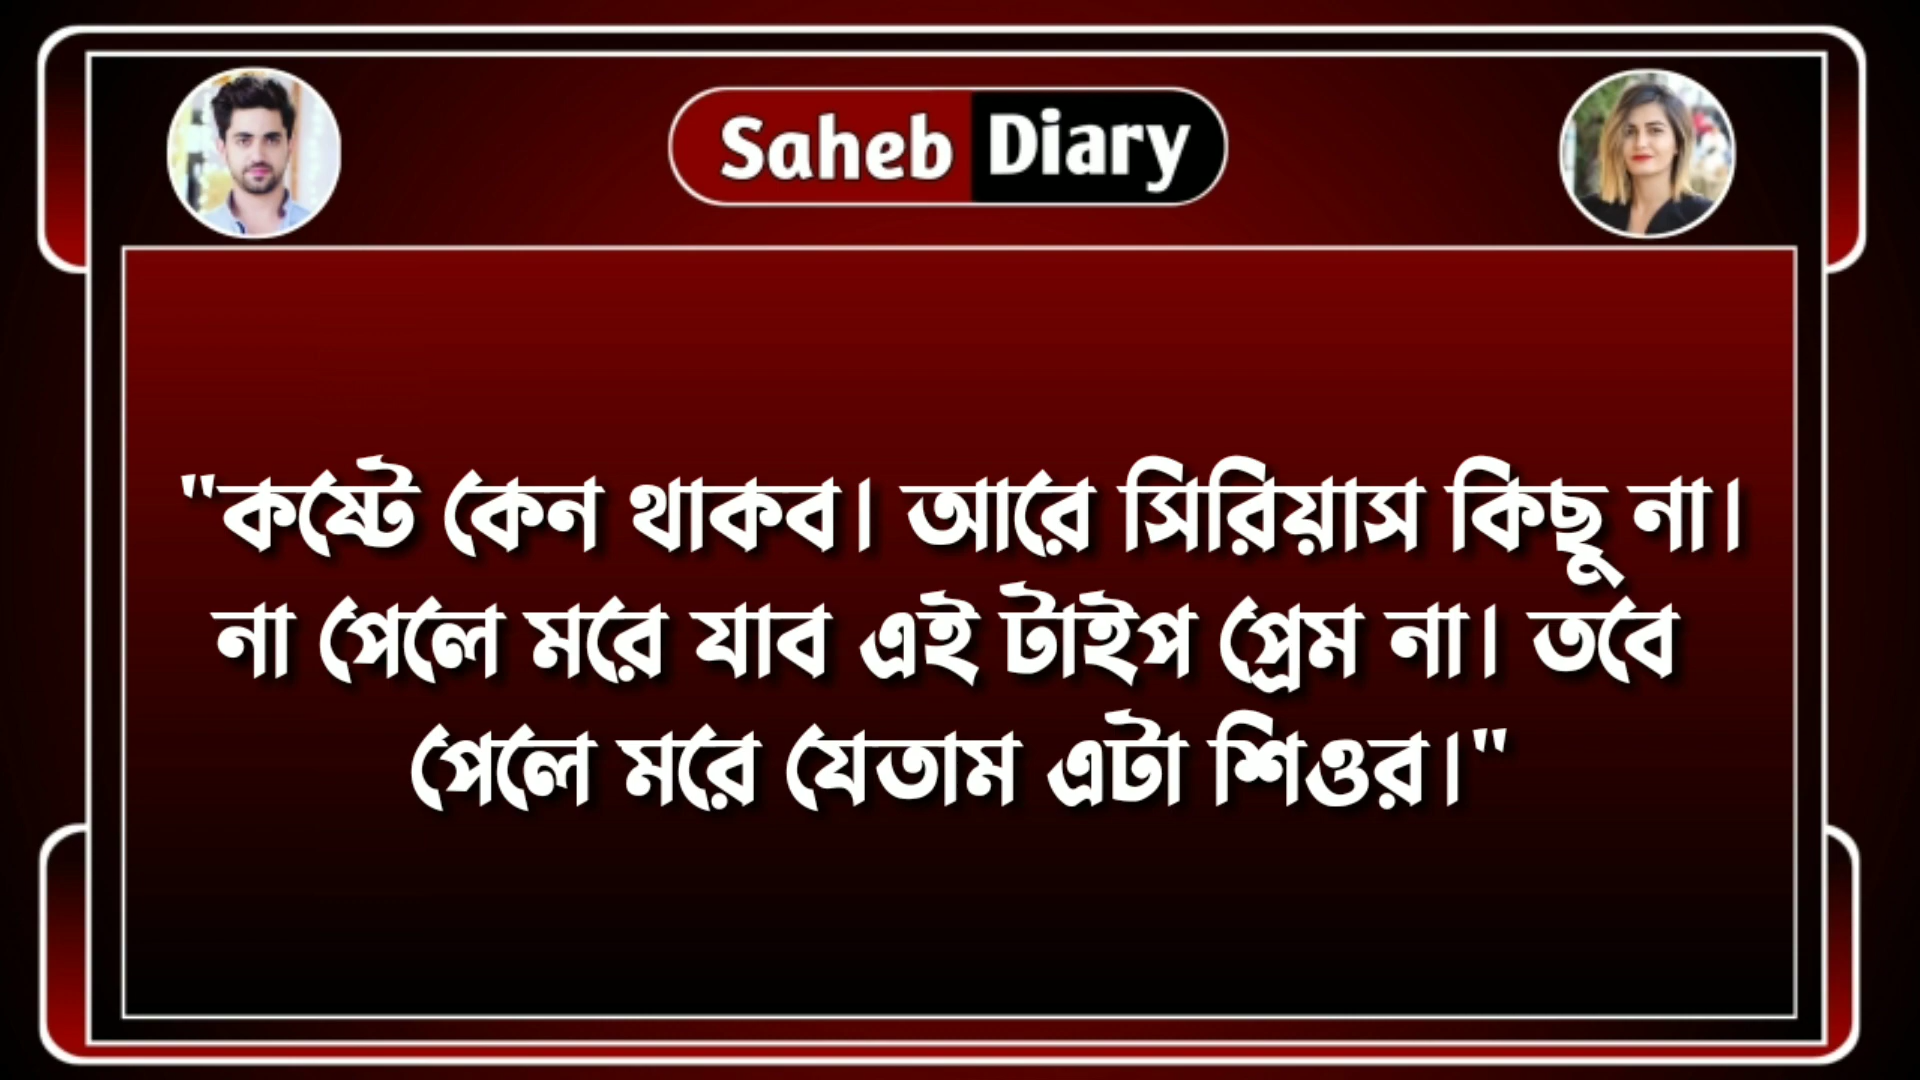 Saheb Diary
"কষ্টে কেন থাকব। আরে সিরিয়াস কিছু না।
না পেলে মরে যাব এই টাইপ প্রেম না। তবে
পেলে মরে যেতাম এটা শিওর।"